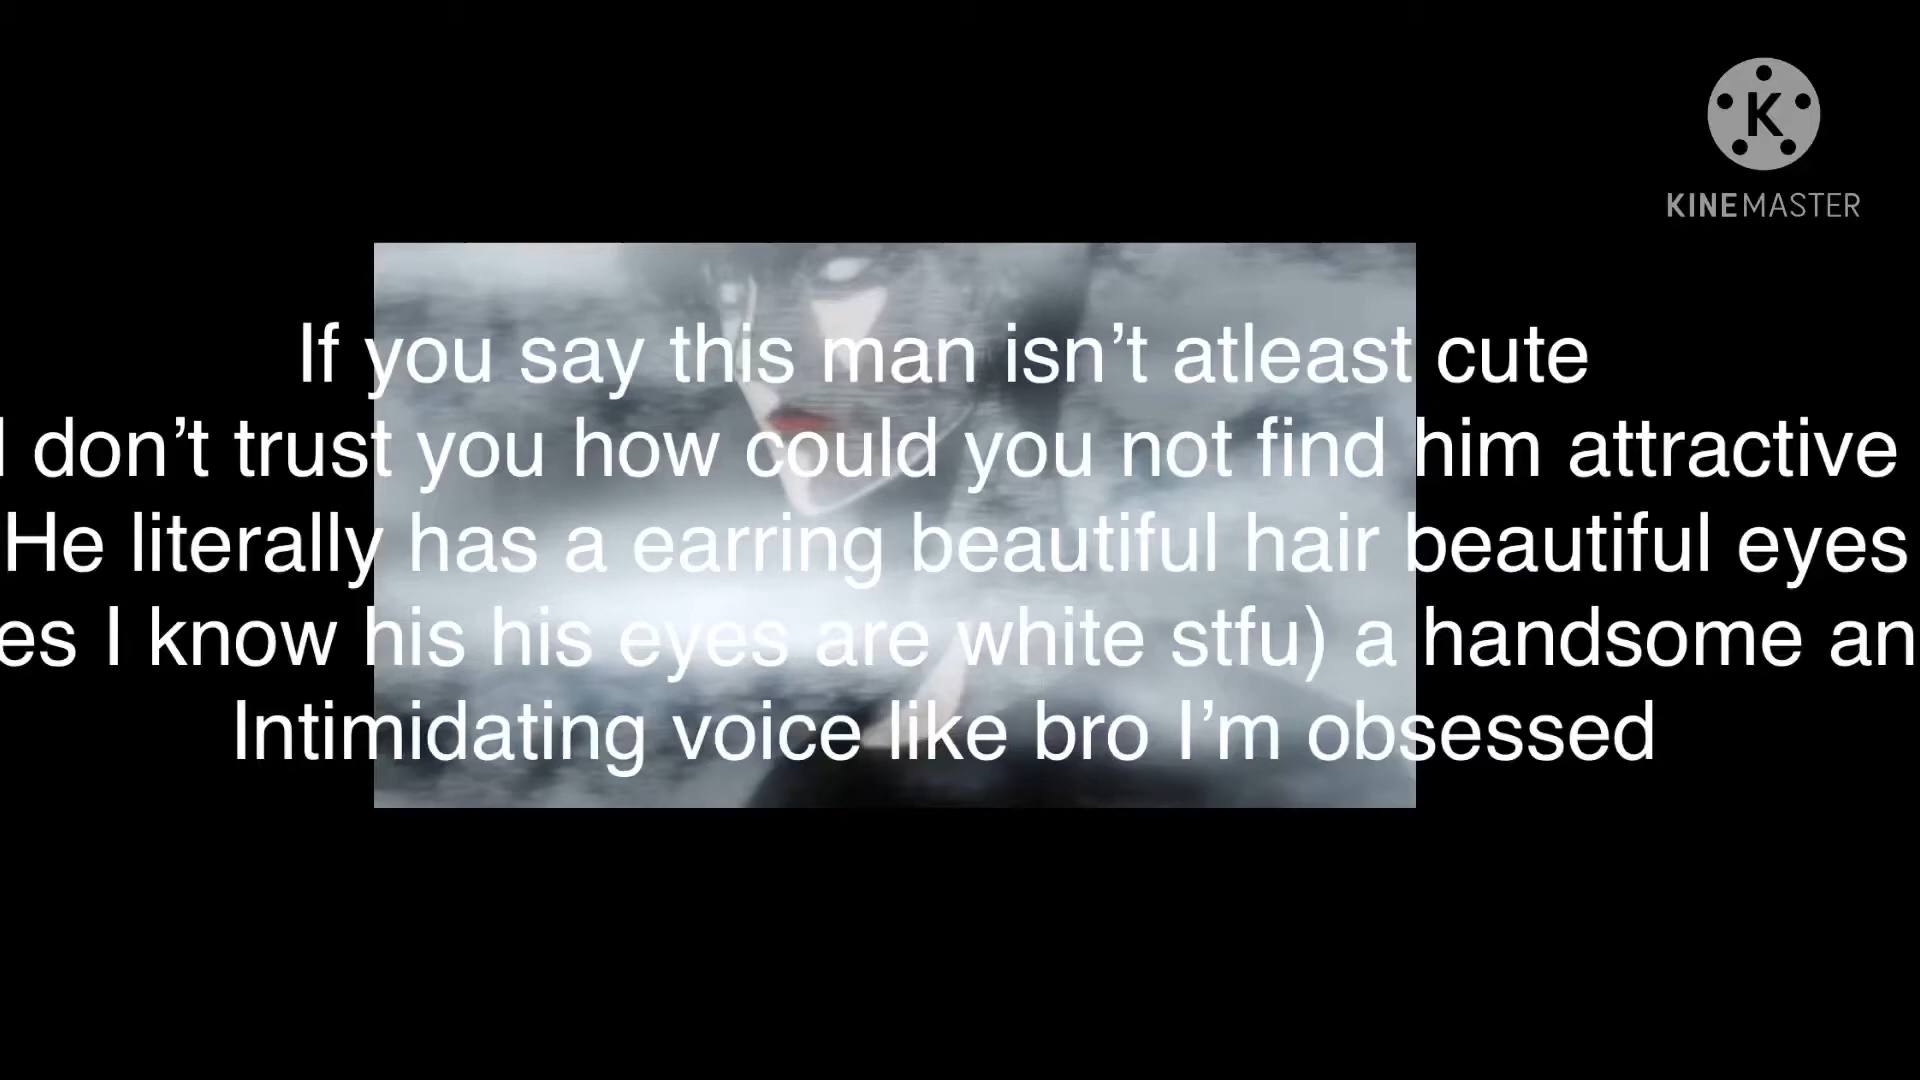 K
KINEMASTER
If you say this man isn't atleast cute
I don't trust you how could you not find him attractive
He literally has a earring beautiful hair beautiful eyes
es I know his his eyes are white stfu) a handsome an
Intimidating voice like bro I'm obsessed